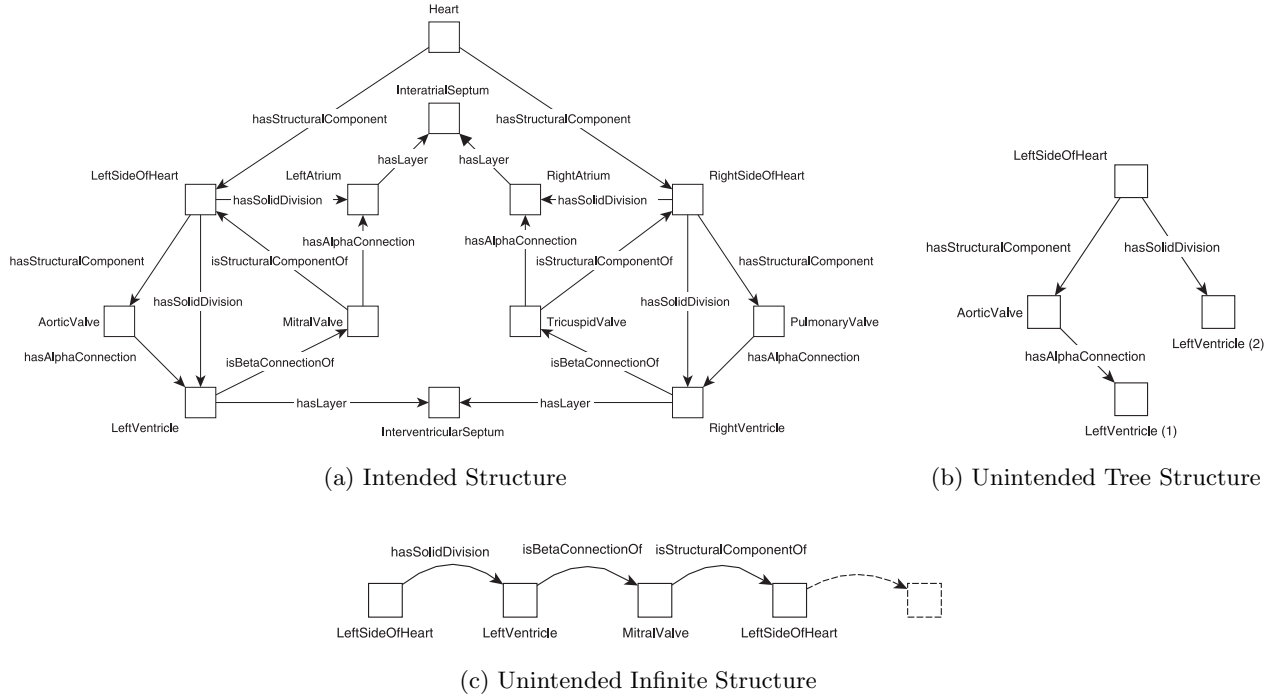 Heart
InteratrialSeptum
hasStructuralComponent
hasStructuralComponent
hasLayer
hasLayer
LeftSideOfHeart
LeftAtrium
RightAtrium
RightSideOfHeart
hasSolidDivision
hasSolidDivision
hasAlphaConnection
hasAlphaConnection
hasStructuralComponent
isStructuralComponentOf
isStructuralComponentOf
hasStructuralComponent
hasSolidDivision
hasSolidDivision
AorticValve
MitralValve
TricuspidValve
PulmonaryValve
hasAlphaConnection
isBetaConnectionOf
isBetaConnectionOf
hasAlphaConnection
hasLayer
hasLayer
LeftVentricle
InterventricularSeptum
RightVentricle
(a) Intended Structure
LeftSideOfHeart
hasStructuralComponent
hasSolidDivision
AorticValve
LeftVentricle (2)
hasAlphaConnection
LeftVentricle (1)
(b) Unintended Tree Structure
hasSolidDivision
isBetaConnectionOf
isStructuralComponentOf
LeftSideOfHeart
LeftVentricle
MitralValve
LeftSideOfHeart
(c) Unintended Infinite Structure